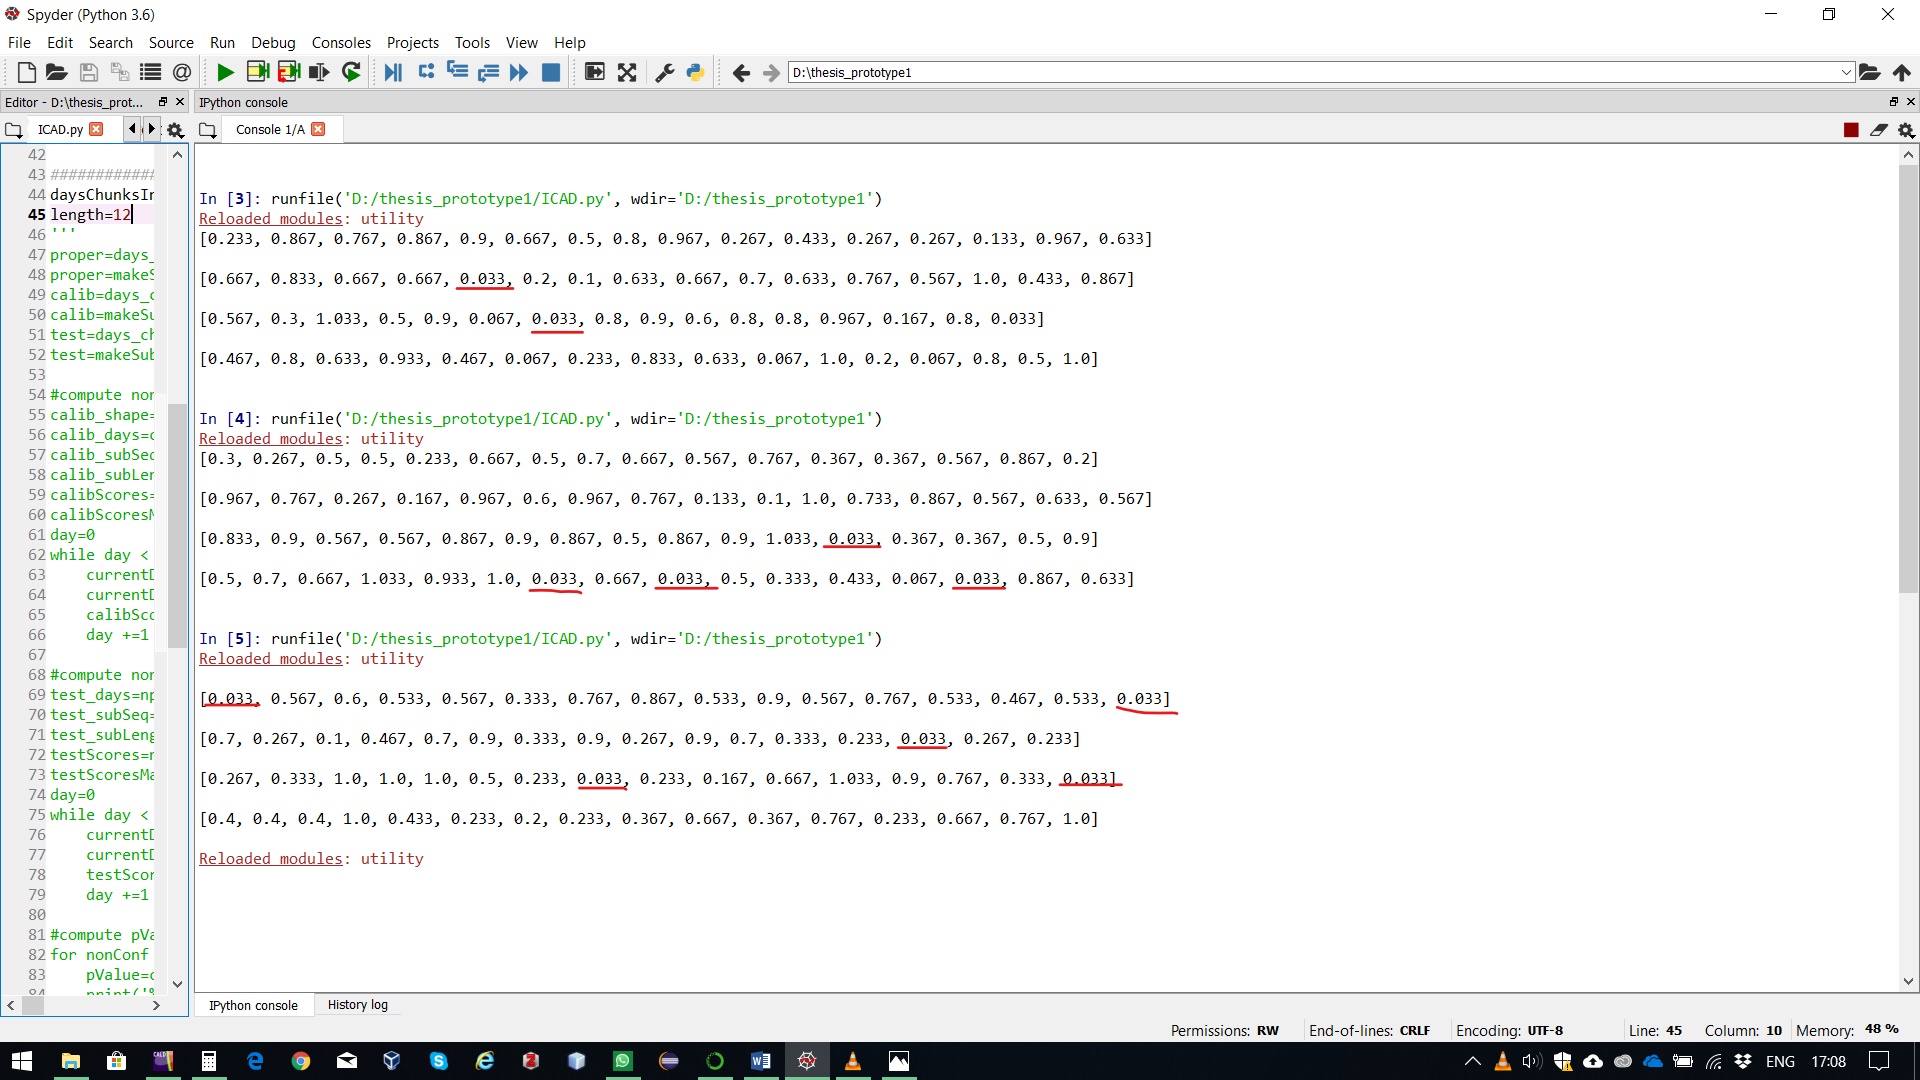 Spyder (Python 3.6)
File Edit Search Source Run Debug Consoles Projects Tools View Help
D:\thesis_prototype1
Editor - D:\thesis_prot...
IPython console
ICAD.py
Console 1/A
42
43 ############
44 daysChunksIn
45 length=12
46 '''
47 proper=days_
48 proper=makeS
49 calib=days_c
50 calib=makeSu
51 test=days_ch
52 test=makeSub
53
54 #compute nor
55 calib_shape=
56 calib_days=c
57 calib_subSec
58 calib_subLer
59 calibScores=
60 calibScoresM
61 day=0
62 while day <
63 currentD
64 currentD
65 calibSco
66 day +=1
67
68 #compute nor
69 test_days=np
70 test_subSeq=
71 test_subLeng
72 testScores=n
73 testScoresMa
74 day=0
75 while day <
76 currentD
77 currentD
78 testScor
79 day +=1
80
81 #compute pVa
82 for nonConf
83 pValue=c
84 print('%
In [3]: runfile('D:/thesis_prototype1/ICAD.py', wdir='D:/thesis_prototype1')
Reloaded modules: utility
[0.233, 0.867, 0.767, 0.867, 0.9, 0.667, 0.5, 0.8, 0.967, 0.267, 0.433, 0.267, 0.267, 0.133, 0.967, 0.633]
[0.667, 0.833, 0.667, 0.667, 0.033, 0.2, 0.1, 0.633, 0.667, 0.7, 0.633, 0.767, 0.567, 1.0, 0.433, 0.867]
[0.567, 0.3, 1.033, 0.5, 0.9, 0.067, 0.033, 0.8, 0.9, 0.6, 0.8, 0.8, 0.967, 0.167, 0.8, 0.033]
[0.467, 0.8, 0.633, 0.933, 0.467, 0.067, 0.233, 0.833, 0.633, 0.067, 1.0, 0.2, 0.067, 0.8, 0.5, 1.0]
In [4]: runfile('D:/thesis_prototype1/ICAD.py', wdir='D:/thesis_prototype1')
Reloaded modules: utility
[0.3, 0.267, 0.5, 0.5, 0.233, 0.667, 0.5, 0.7, 0.667, 0.567, 0.767, 0.367, 0.367, 0.567, 0.867, 0.2]
[0.967, 0.767, 0.267, 0.167, 0.967, 0.6, 0.967, 0.767, 0.133, 0.1, 1.0, 0.733, 0.867, 0.567, 0.633, 0.567]
[0.833, 0.9, 0.567, 0.567, 0.867, 0.9, 0.867, 0.5, 0.867, 0.9, 1.033, 0.033, 0.367, 0.367, 0.5, 0.9]
[0.5, 0.7, 0.667, 1.033, 0.933, 1.0, 0.033, 0.667, 0.033, 0.5, 0.333, 0.433, 0.067, 0.033, 0.867, 0.633]
In [5]: runfile('D:/thesis_prototype1/ICAD.py', wdir='D:/thesis_prototype1')
Reloaded modules: utility
[0.033, 0.567, 0.6, 0.533, 0.567, 0.333, 0.767, 0.867, 0.533, 0.9, 0.567, 0.767, 0.533, 0.467, 0.533, 0.033]
[0.7, 0.267, 0.1, 0.467, 0.7, 0.9, 0.333, 0.9, 0.267, 0.9, 0.7, 0.333, 0.233, 0.033, 0.267, 0.233]
[0.267, 0.333, 1.0, 1.0, 1.0, 0.5, 0.233, 0.033, 0.233, 0.167, 0.667, 1.033, 0.9, 0.767, 0.333, 0.033]
[0.4, 0.4, 0.4, 1.0, 0.433, 0.233, 0.2, 0.233, 0.367, 0.667, 0.367, 0.767, 0.233, 0.667, 0.767, 1.0]
Reloaded modules: utility
IPython console History log
Permissions: RW End-of-lines: CRLF Encoding: UTF-8 Line: 45 Column: 10 Memory: 48 %
ENG 17:08